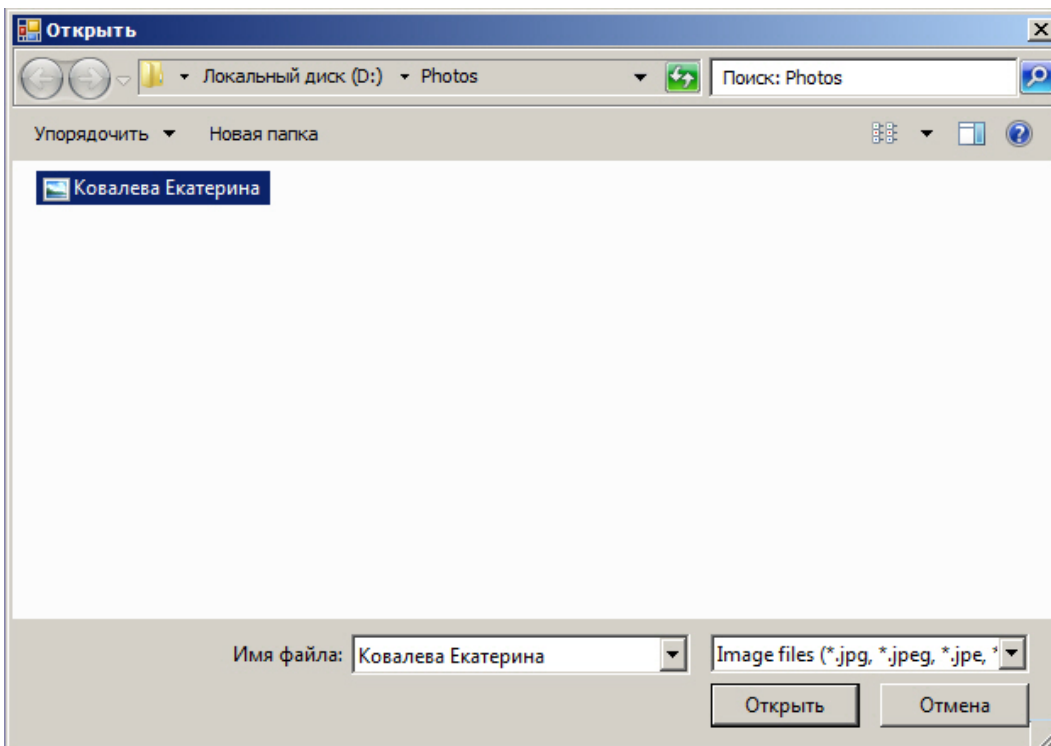 Открыть
Локальный диск (D:) Photos
Поиск: Photos
Упорядочить Новая папка
Ковалева Екатерина
Имя файла: Ковалева Екатерина
Image files (*.jpg, *.jpeg, *.jpe, *
Открыть Отмена